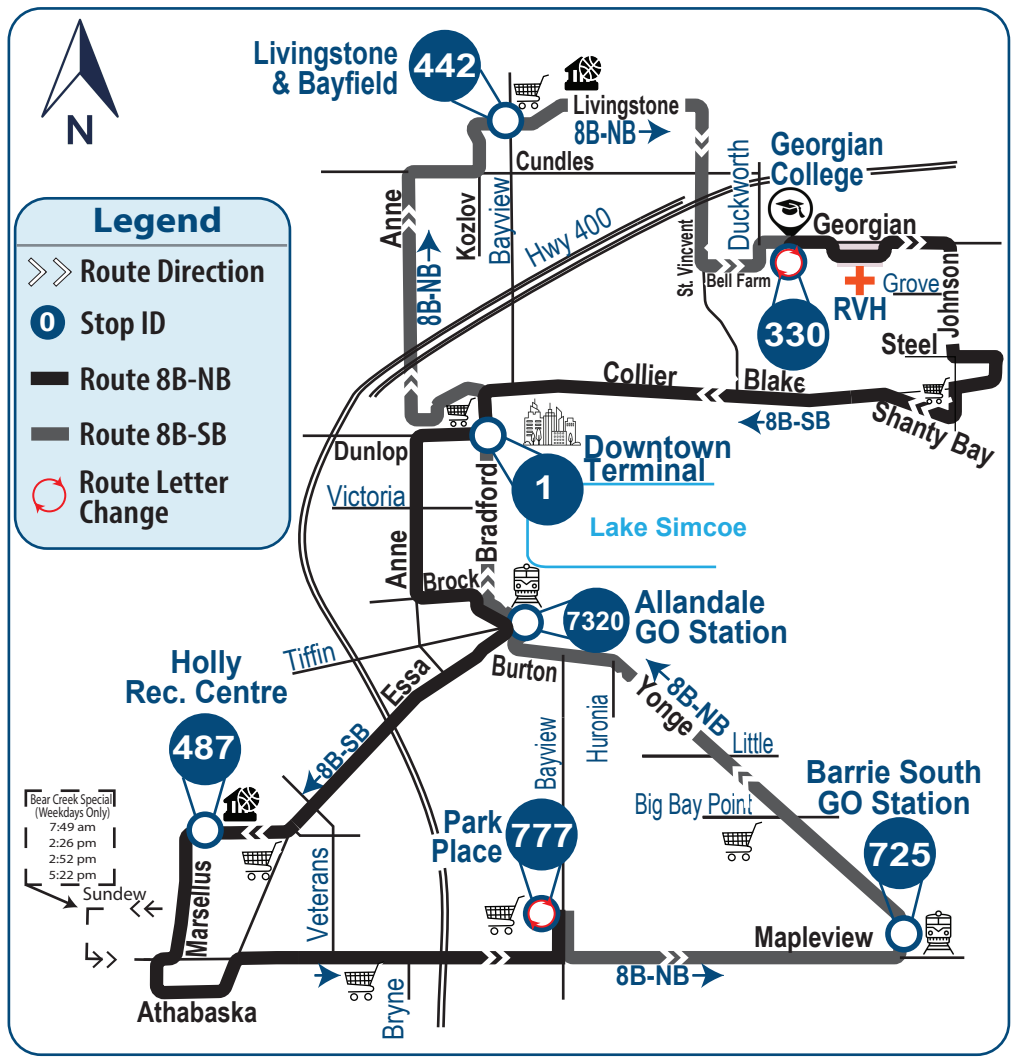 Livingstone
& Bayfield
442
N
Livingstone
8B-NB
Cundles
Anne
Kozlov
Bayview
8B-NB
Hwy 400
Duckworth
St. Vincvent
Bell Farm
Georgian
College
Georgian
330
RVH
Grove
Johnson
Steel
Legend
Route Direction
0
Stop ID
Route 8B-NB
Route 8B-SB
Route Letter
Change
Collier
Blake
8B-SB
Shanty Bay
Dunlop
Downtown
Terminal
1
Victoria
Bradford
Lake Simcoe
Anne
Brock
7320
Allandale
GO Station
Tiffin
Essa
Burton
Holly
Rec. Centre
487
8B-SB
Yonge
8B-NB
Huronia
Bayview
Little
Big Bay Point
Barrie South
GO Station
725
Park
Place
777
Bear Creek Special
(Weekdays Only)
7:49 am
2:26 pm
2:52 pm
5:22 pm
Sundew
Marsellus
Veterans
Mapleview
8B-NB
Athabaska
Bryne